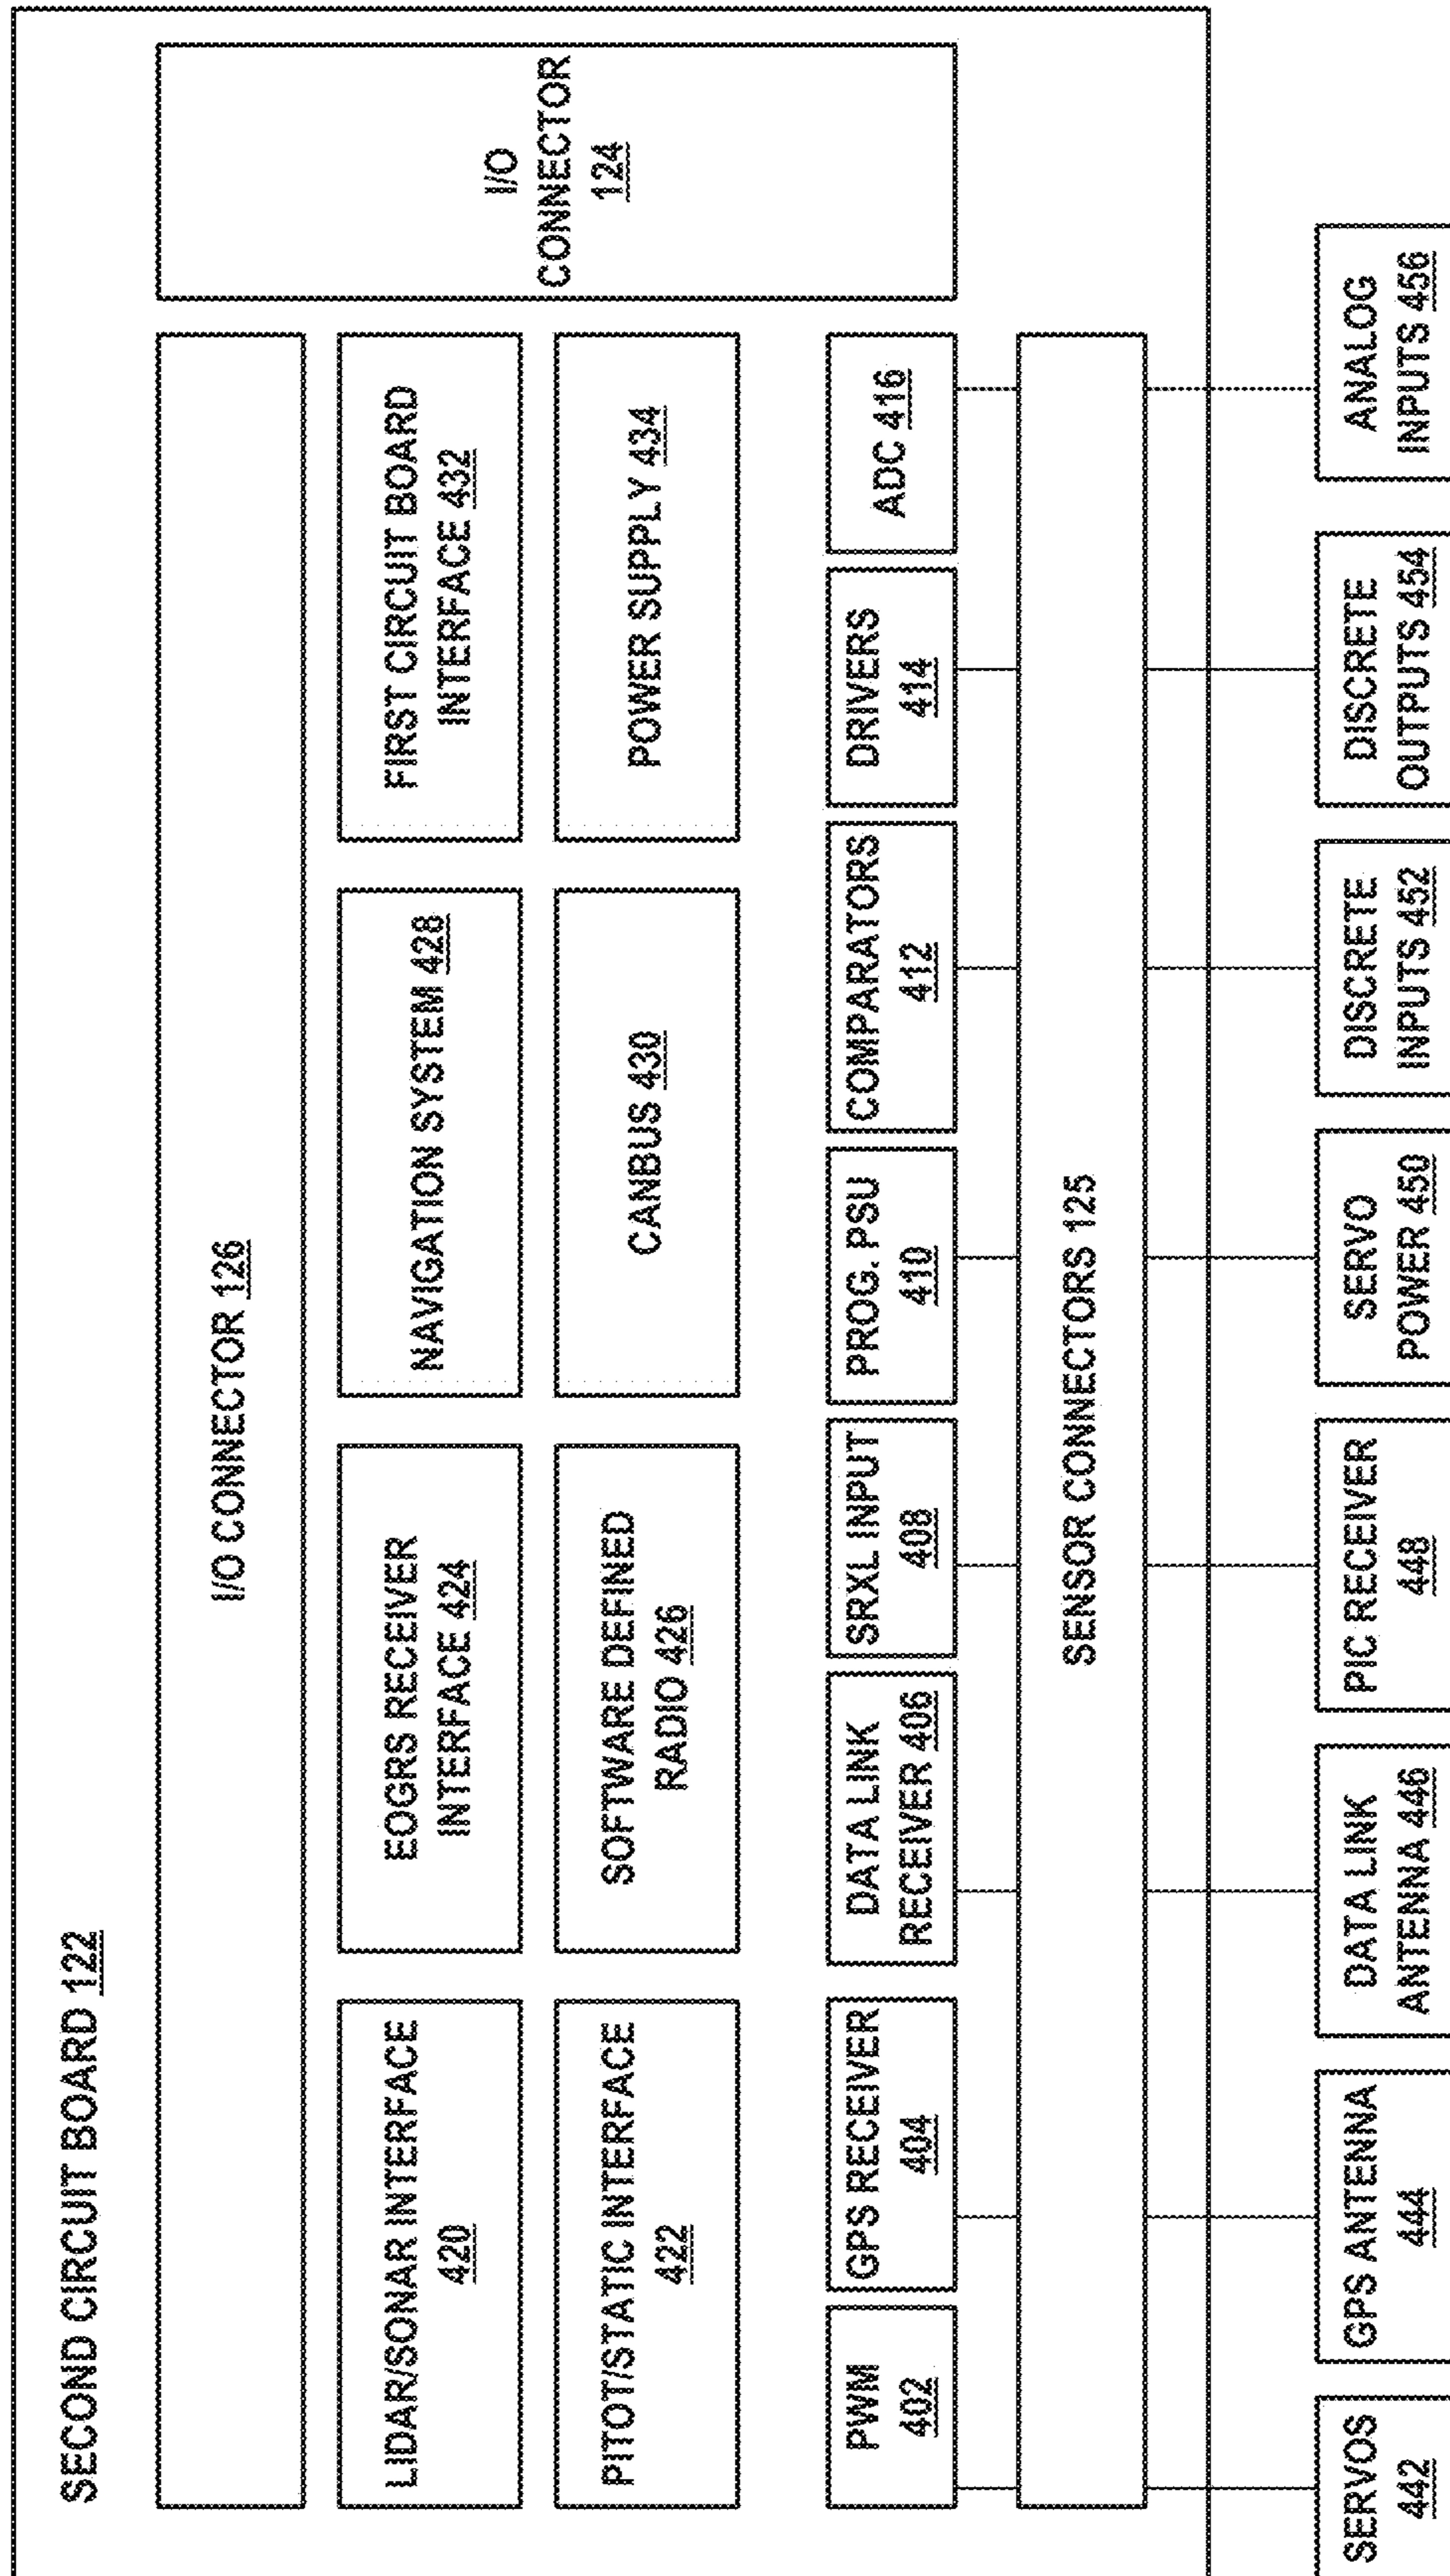 SECOND CIRCUIT BOARD 122
I/O CONNECTOR 126
I/O
CONNECTOR
124
LIDAR/SONAR INTERFACE
420
EOGRS RECEIVER
INTERFACE 424
NAVIGATION SYSTEM 428
FIRST CIRCUIT BOARD
INTERFACE 432
PITOT/STATIC INTERFACE
422
SOFTWARE DEFINED
RADIO 426
CANBUS 430
POWER SUPPLY 434
PWM
402
GPS RECEIVER
404
DATA LINK
RECEIVER 406
SRXL INPUT
408
PROG. PSU
410
COMPARATORS
412
DRIVERS
414
ADC 416
SENSOR CONNECTORS 125
SERVOS
442
GPS ANTENNA
444
DATA LINK
ANTENNA 446
PIC RECEIVER
448
SERVO
POWER 450
DISCRETE
INPUTS 452
DISCRETE
OUTPUTS 454
ANALOG
INPUTS 456